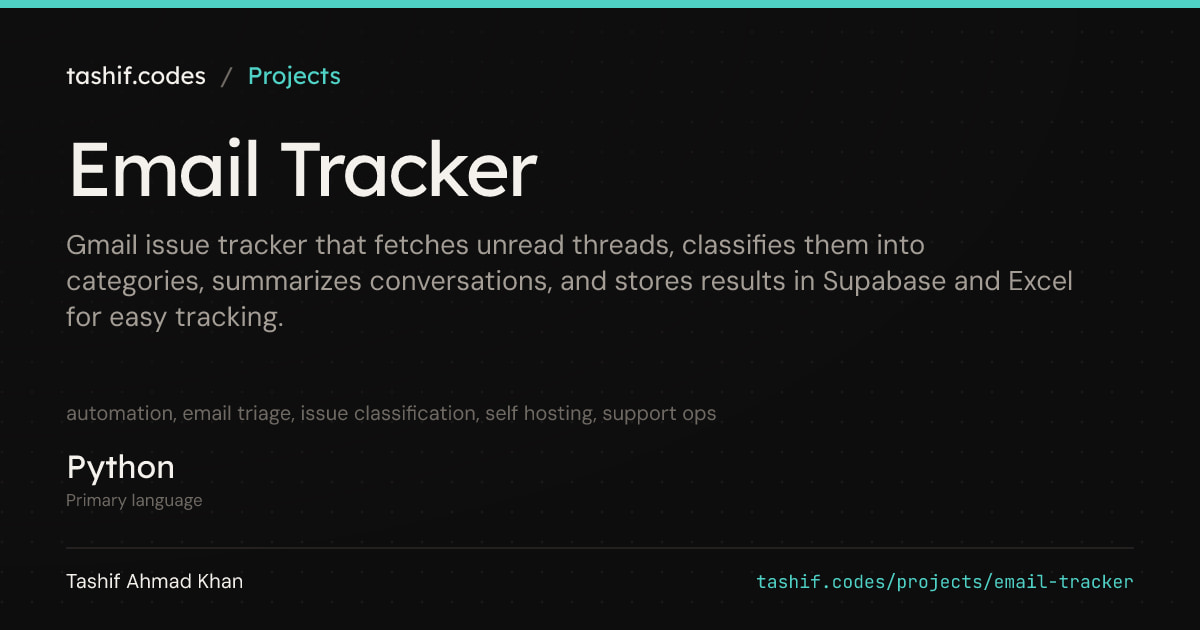 tashif.codes / Projects
Email Tracker
Gmail issue tracker that fetches unread threads, classifies them into
categories, summarizes conversations, and stores results in Supabase and Excel
for easy tracking.
automation, email triage, issue classification, self hosting, support ops
Python
Primary language
Tashif Ahmad Khan
tashif.codes/projects/email-tracker